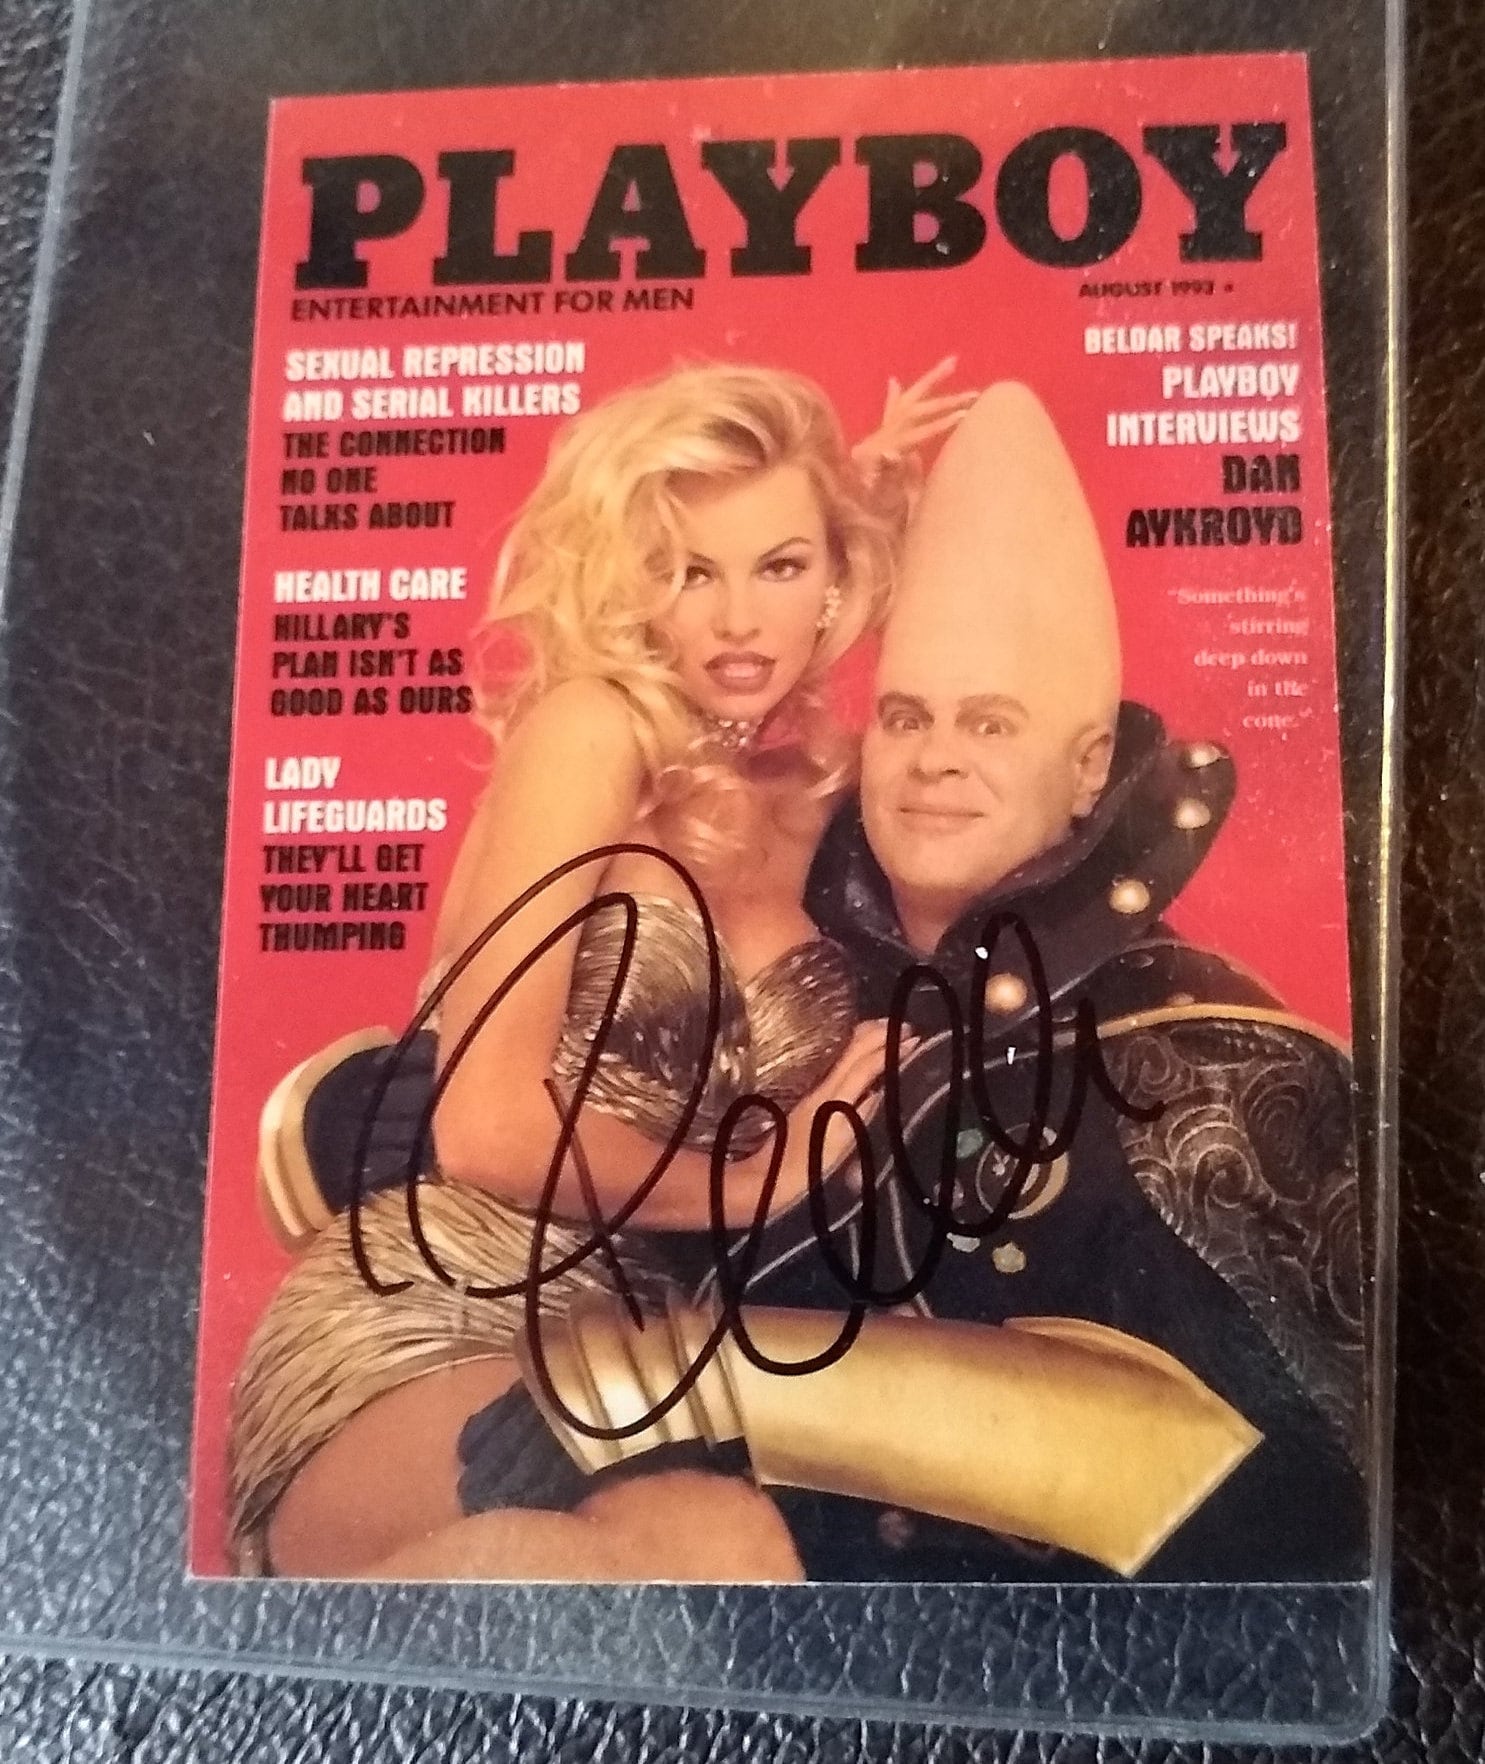 PLAYBOY
ENTERTAINMENT FOR MEN
AUGUST 1993
SEXUAL REPRESSION
AND SERIAL KILLERS
THE CONNECTION
NO ONE
TALKS ABOUT
HEALTH CARE
HILLARY'S
PLAN ISN'T AS
GOOD AS OURS
LADY
LIFEGUARDS
THEY'LL GET
YOUR HEART
THUMPING
BELDAR SPEAKS!
PLAYBOY
INTERVIEWS
DAN
AYKROYD
"Something's
stirring
deep down
in the
cone."